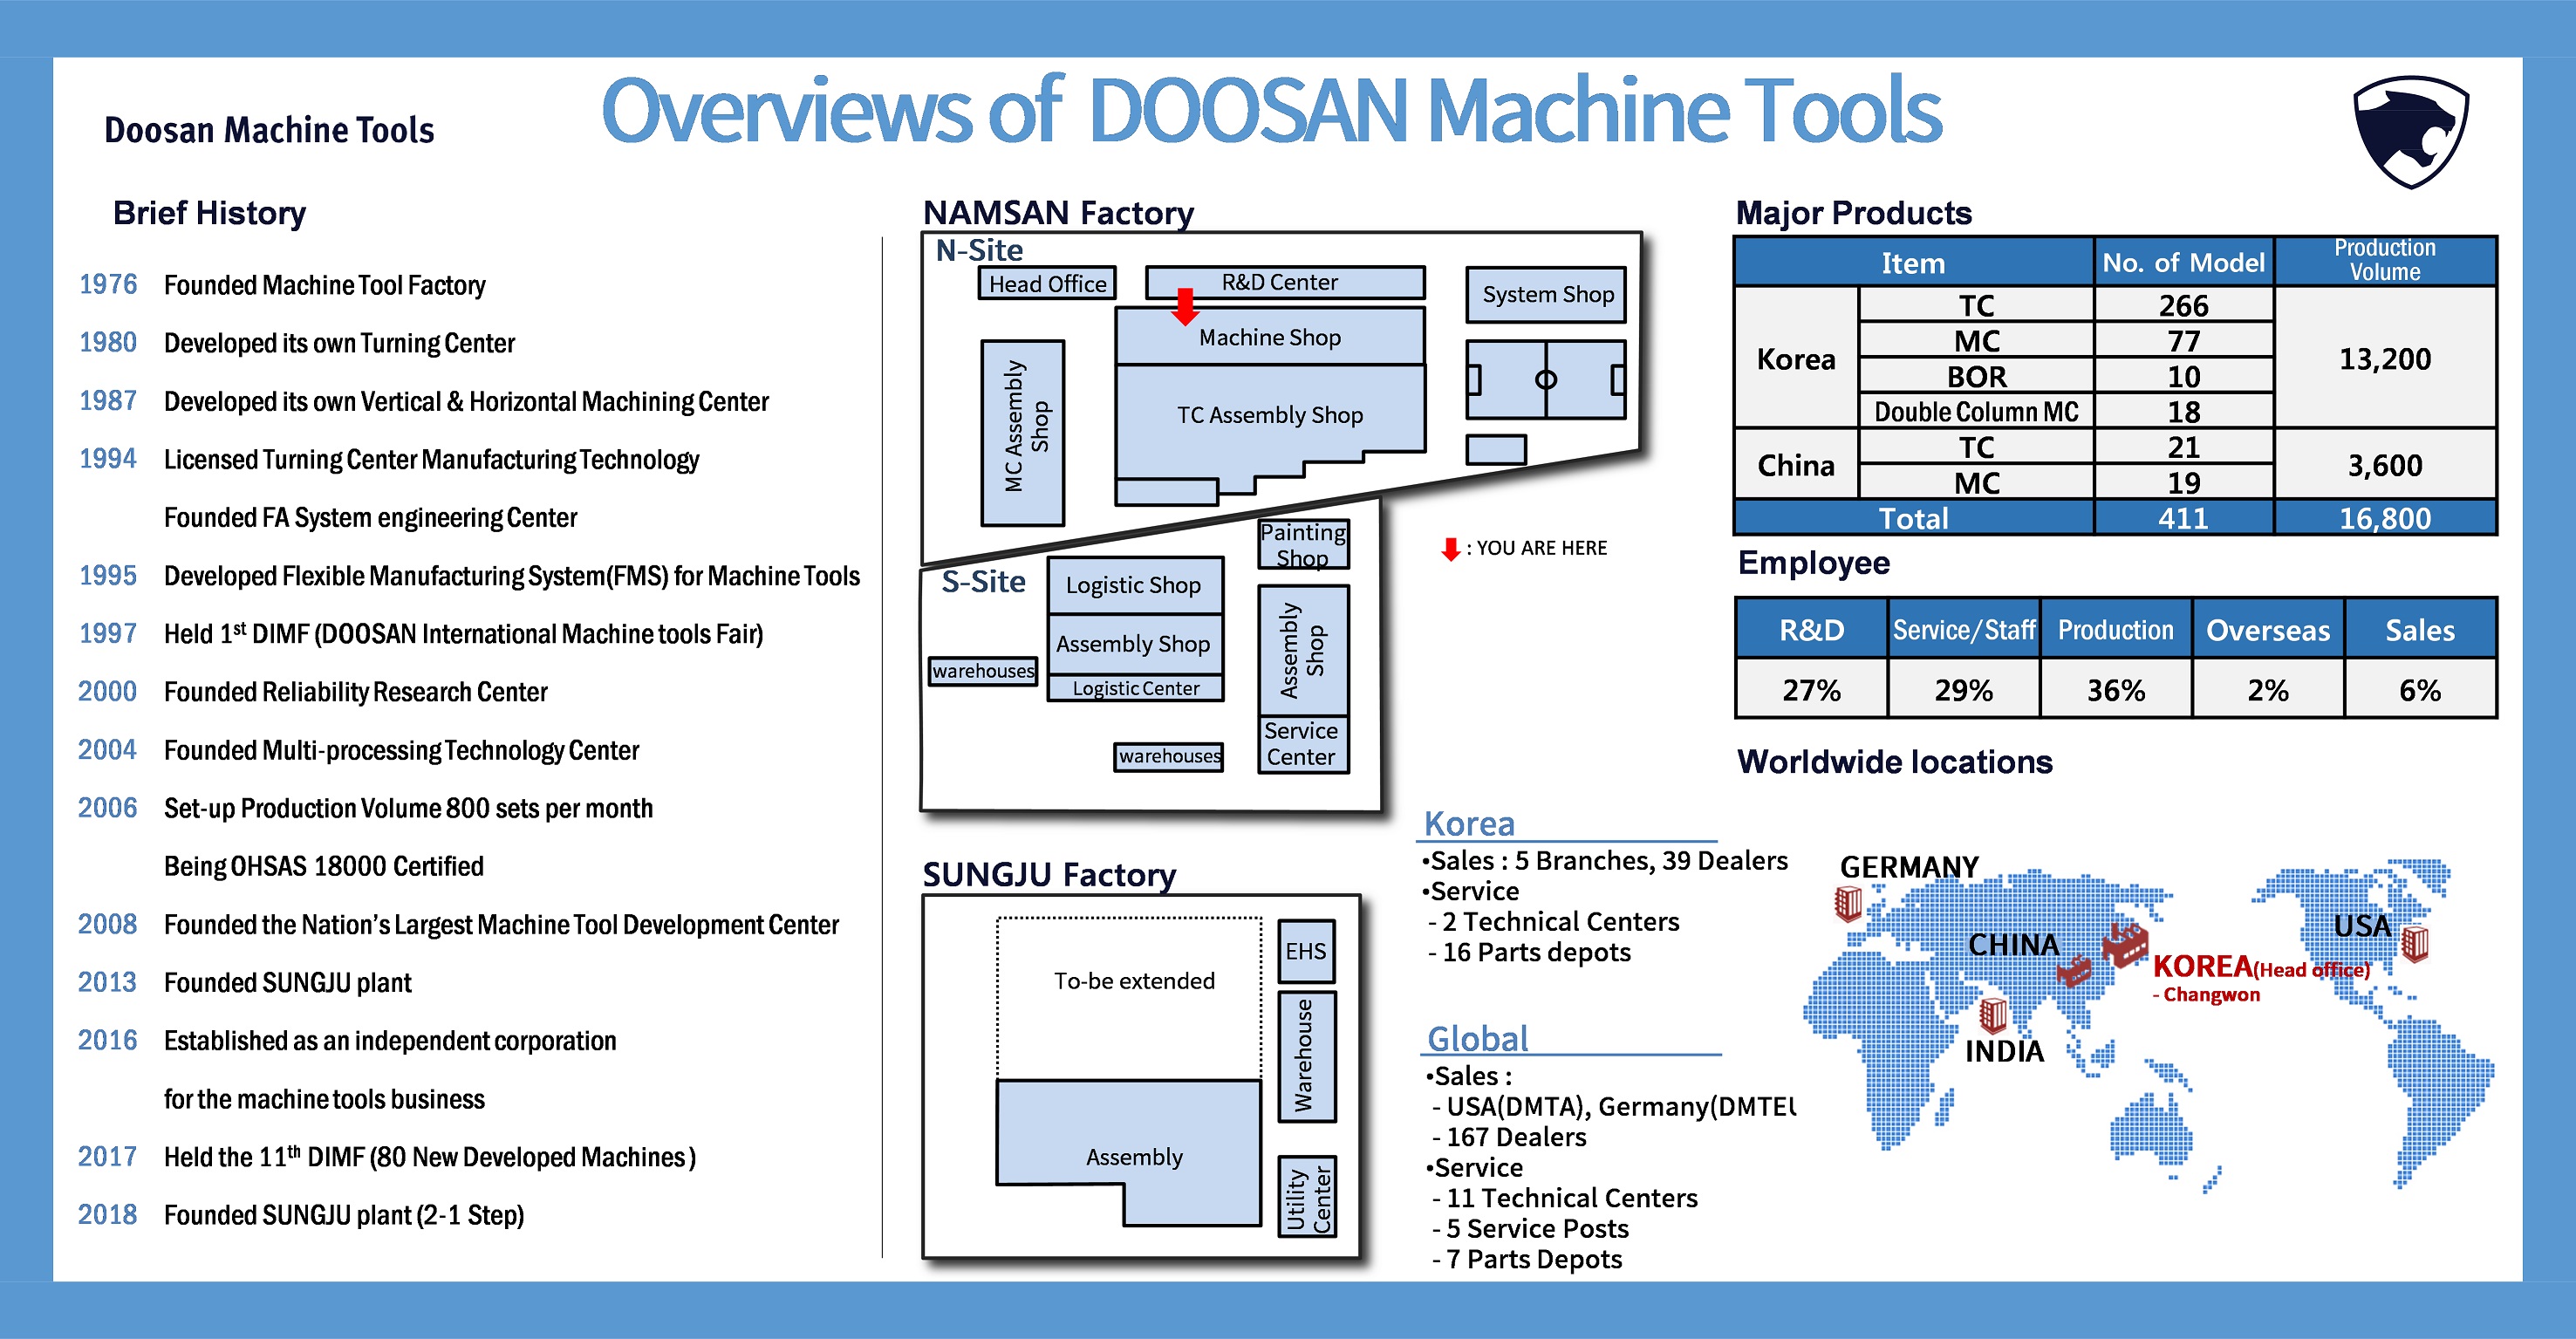 Overviews of DOOSAN Machine Tools
Doosan Machine Tools
Brief History
1976 Founded Machine Tool Factory
1980 Developed its own Turning Center
1987 Developed its own Vertical & Horizontal Machining Center
1994 Licensed Turning Center Manufacturing Technology
Founded FA System engineering Center
1995 Developed Flexible Manufacturing System(FMS) for Machine Tools
1997 Held 1st DIMF (DOOSAN International Machine tools Fair)
2000 Founded Reliability Research Center
2004 Founded Multi-processing Technology Center
2006 Set-up Production Volume 800 sets per month
Being OHSAS 18000 Certified
2008 Founded the Nation's Largest Machine Tool Development Center
2013 Founded SUNGJU plant
2016 Established as an independent corporation
for the machine tools business
2017 Held the 11th DIMF (80 New Developed Machines)
2018 Founded SUNGJU plant (2-1 Step)
NAMSAN Factory
N-Site
Head Office
R&D Center
System Shop
Machine Shop
MC Assembly
Shop
TC Assembly Shop
S-Site
Painting
Shop
Logistic Shop
Assembly Shop
Logistic Center
warehouses
Assembly
Shop
Service
Center
warehouses
: YOU ARE HERE
SUNGJU Factory
To-be extended
EHS
Warehouse
Assembly
Utility
Center
Korea
•Sales : 5 Branches, 39 Dealers
•Service
- 2 Technical Centers
- 16 Parts depots
Global
•Sales :
- USA(DMTA), Germany(DMTEU
- 167 Dealers
•Service
- 11 Technical Centers
- 5 Service Posts
- 7 Parts Depots
Major Products
Item No. of Model Production
Volume
Korea TC 266 13,200
MC 77
BOR 10
Double Column MC 18
China TC 21 3,600
MC 19
Total 411 16,800
Employee
R&D Service/Staff Production Overseas Sales
27% 29% 36% 2% 6%
Worldwide locations
GERMANY
CHINA
USA
KOREA(Head office)
- Changwon
INDIA